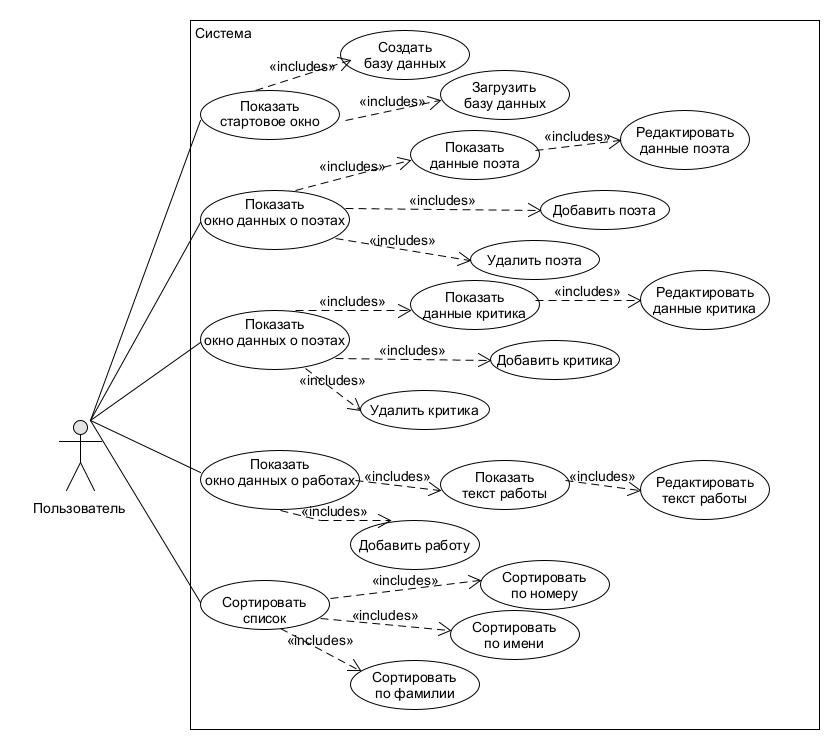 Система
Создать
базу данных
«includes»
Загрузить
базу данных
«includes»
Показать
стартовое окно
Показать
данные поэта
«includes»
Редактировать
данные поэта
«includes»
Показать
окно данных о поэтах
«includes»
Добавить поэта
«includes»
Удалить поэта
Показать
данные критика
«includes»
Редактировать
данные критика
«includes»
Показать
окно данных о поэтах
«includes»
Добавить критика
«includes»
Удалить критика
Пользователь
Показать
окно данных о работах
«includes»
Показать
текст работы
«includes»
Редактировать
текст работы
«includes»
Добавить работу
Сортировать
список
«includes»
Сортировать
по номеру
«includes»
Сортировать
по имени
«includes»
Сортировать
по фамилии